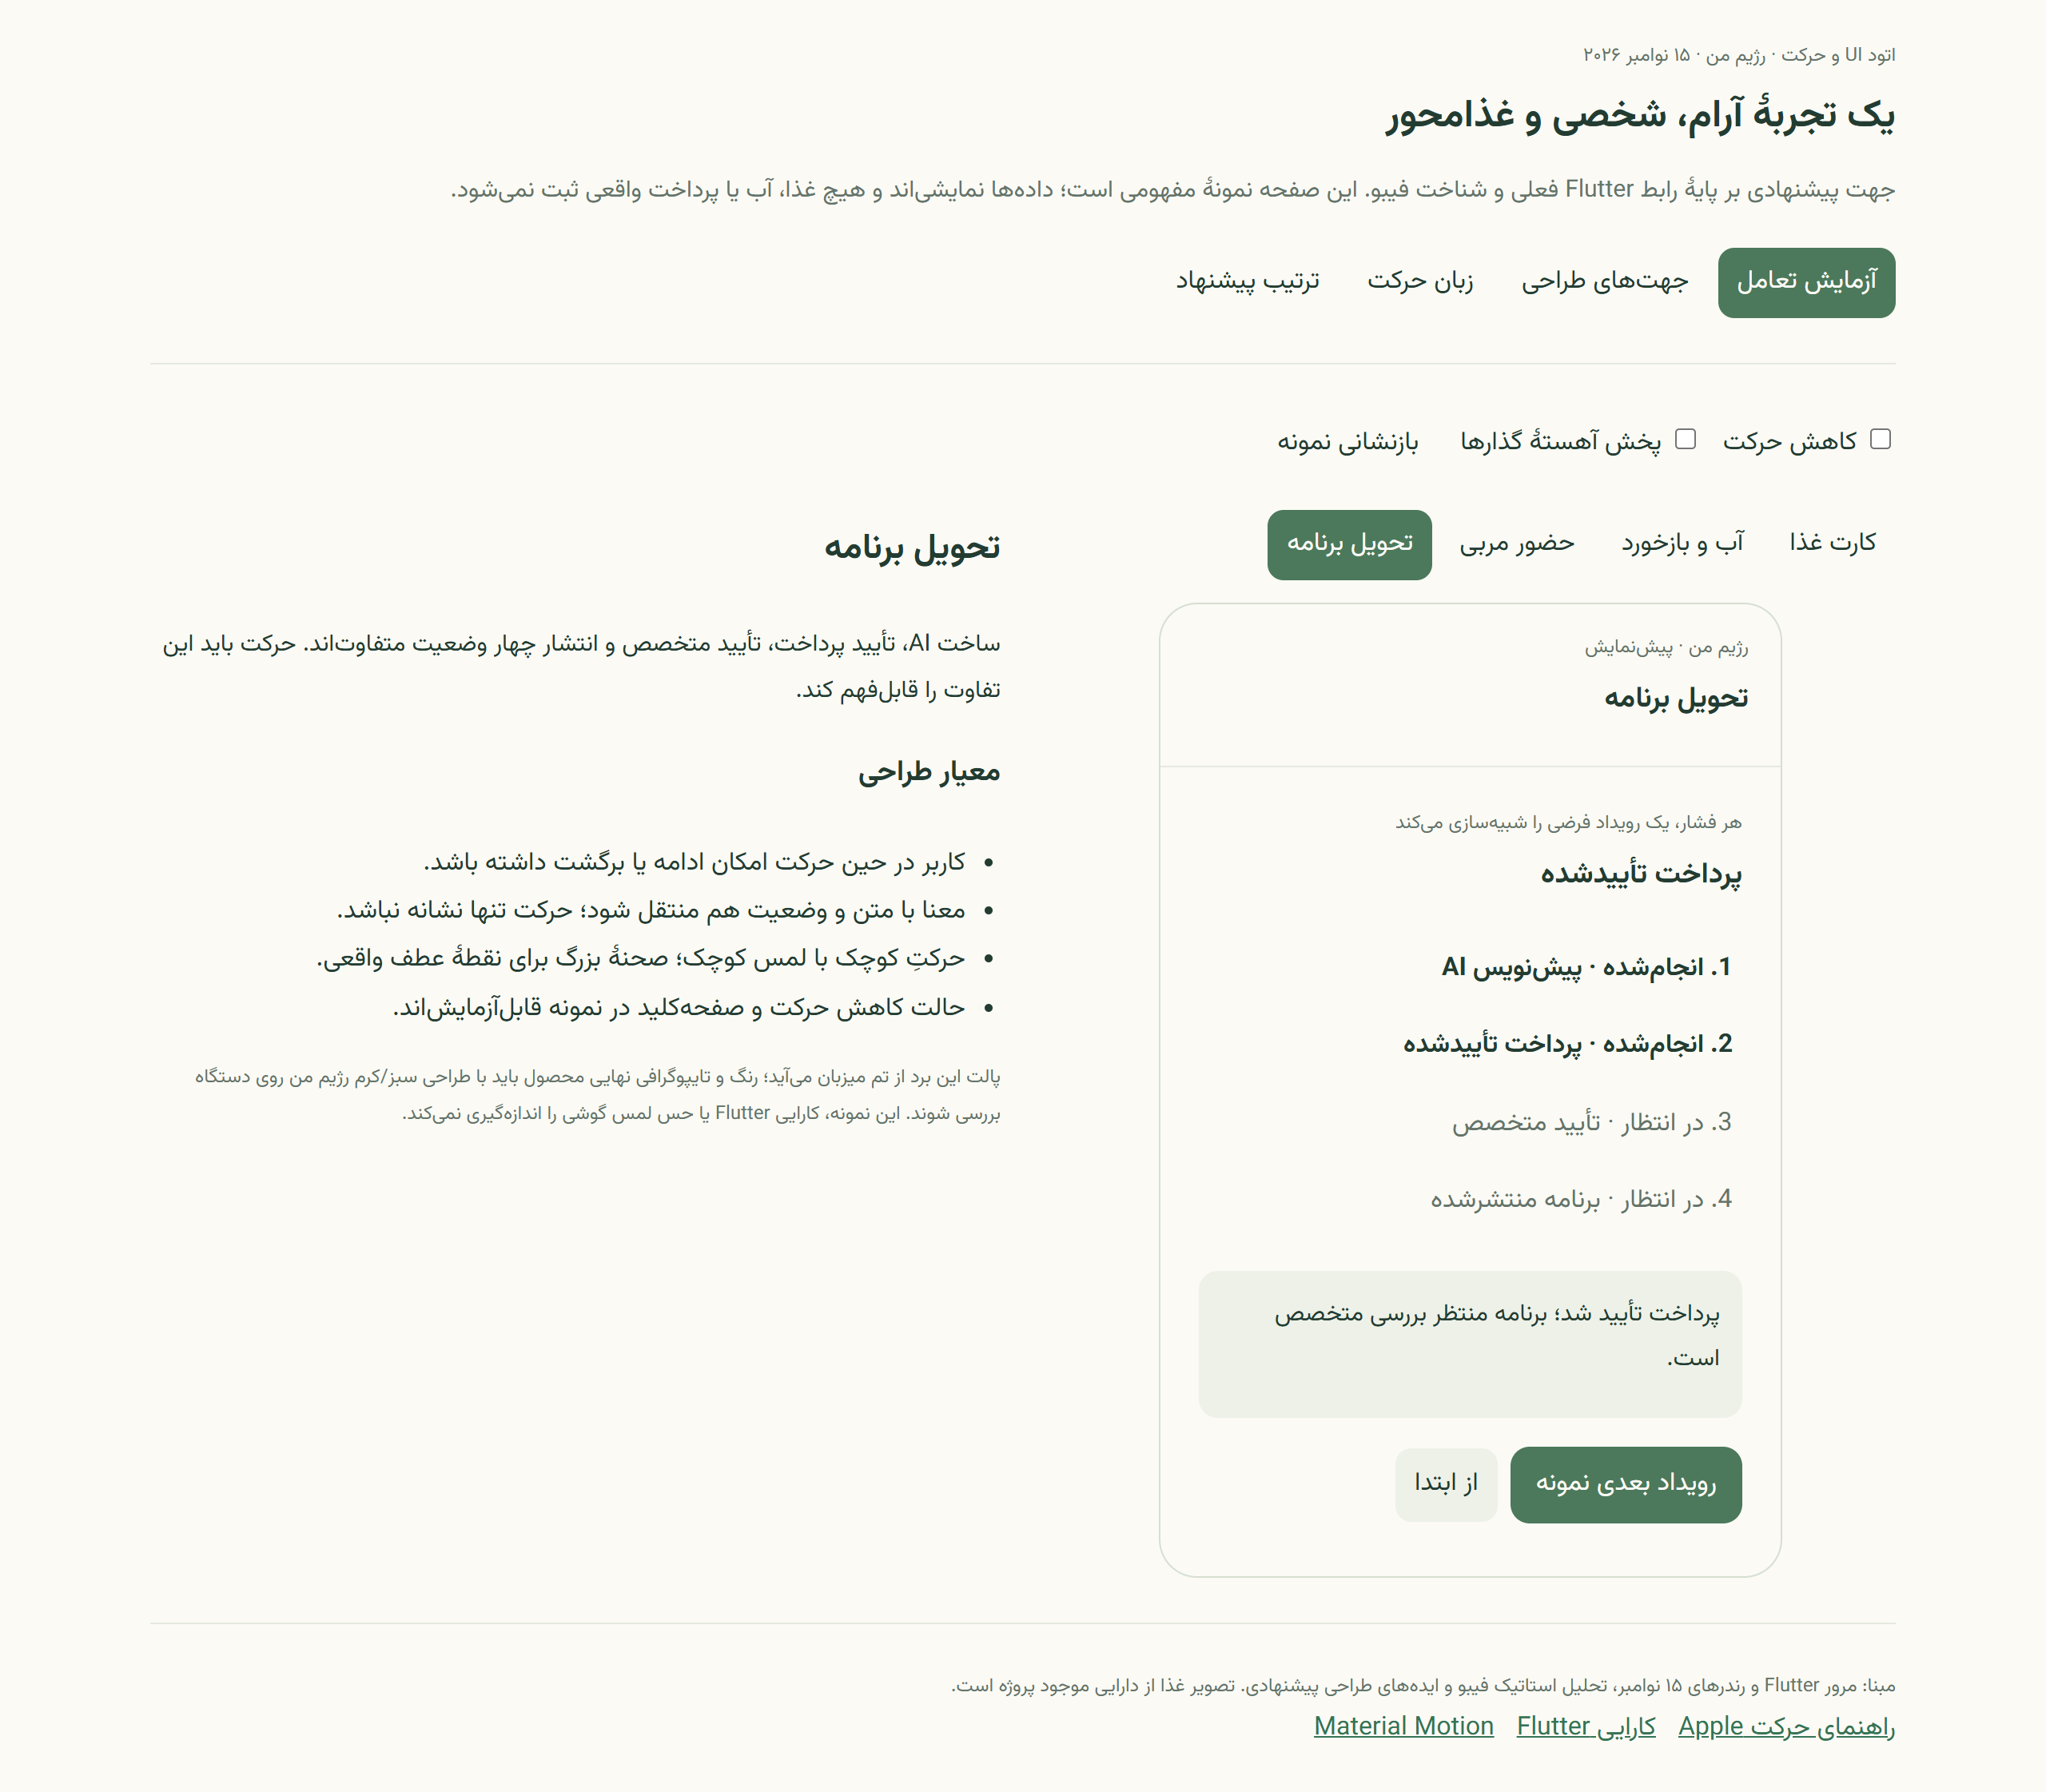 اتود UI و حرکت · رژیم من · ۱۵ نوامبر ۲۰۲۶
یک تجربهٔ آرام، شخصی و غذامحور
جهت پیشنهادی بر پایهٔ رابط Flutter فعلی و شناخت فیبو. این صفحه نمونهٔ مفهومی است؛ داده‌ها نمایشی‌اند و هیچ غذا، آب یا پرداخت واقعی ثبت نمی‌شود.
آزمایش تعامل
جهت‌های طراحی
زبان حرکت
ترتیب پیشنهاد
کاهش حرکت
پخش آهستهٔ گذارها
بازنشانی نمونه
کارت غذا
آب و بازخورد
حضور مربی
تحویل برنامه
رژیم من · پیش‌نمایش
تحویل برنامه
هر فشار، یک رویداد فرضی را شبیه‌سازی می‌کند
پرداخت تأییدشده
1. انجام‌شده · پیش‌نویس AI
2. انجام‌شده · پرداخت تأییدشده
3. در انتظار · تأیید متخصص
4. در انتظار · برنامه منتشرشده
پرداخت تأیید شد؛ برنامه منتظر بررسی متخصص
است.
رویداد بعدی نمونه
از ابتدا
تحویل برنامه
ساخت AI، تأیید پرداخت، تأیید متخصص و انتشار چهار وضعیت متفاوت‌اند. حرکت باید این
تفاوت را قابل‌فهم کند.
معیار طراحی
• کاربر در حین حرکت امکان ادامه یا برگشت داشته باشد.
• معنا با متن و وضعیت هم منتقل شود؛ حرکت تنها نشانه نباشد.
• حرکتِ کوچک با لمس کوچک؛ صحنهٔ بزرگ برای نقطهٔ عطف واقعی.
• حالت کاهش حرکت و صفحه‌کلید در نمونه قابل‌آزمایش‌اند.
پالت این برد از تم میزبان می‌آید؛ رنگ و تایپوگرافی نهایی محصول باید با طراحی سبز/کرم رژیم من روی دستگاه
بررسی شوند. این نمونه، کارایی Flutter یا حس لمس گوشی را اندازه‌گیری نمی‌کند.
مبنا: مرور Flutter و رندرهای ۱۵ نوامبر، تحلیل استاتیک فیبو و ایده‌های طراحی پیشنهادی. تصویر غذا از دارایی موجود پروژه است.
راهنمای حرکت Apple
کارایی Flutter
Material Motion